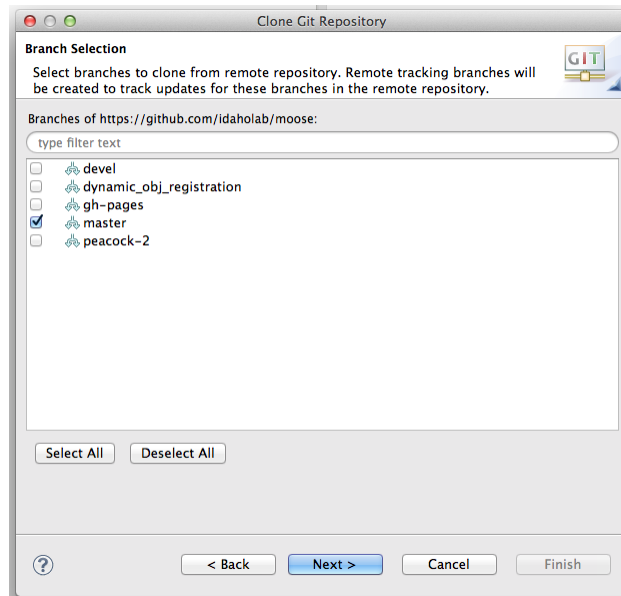 Clone Git Repository
Branch Selection
GIT
Select branches to clone from remote repository. Remote tracking branches will
be created to track updates for these branches in the remote repository.
Branches of https://github.com/idaholab/moose:
type filter text
devel
dynamic_obj_registration
gh-pages
master
peacock-2
Select All Deselect All
? < Back Next > Cancel Finish